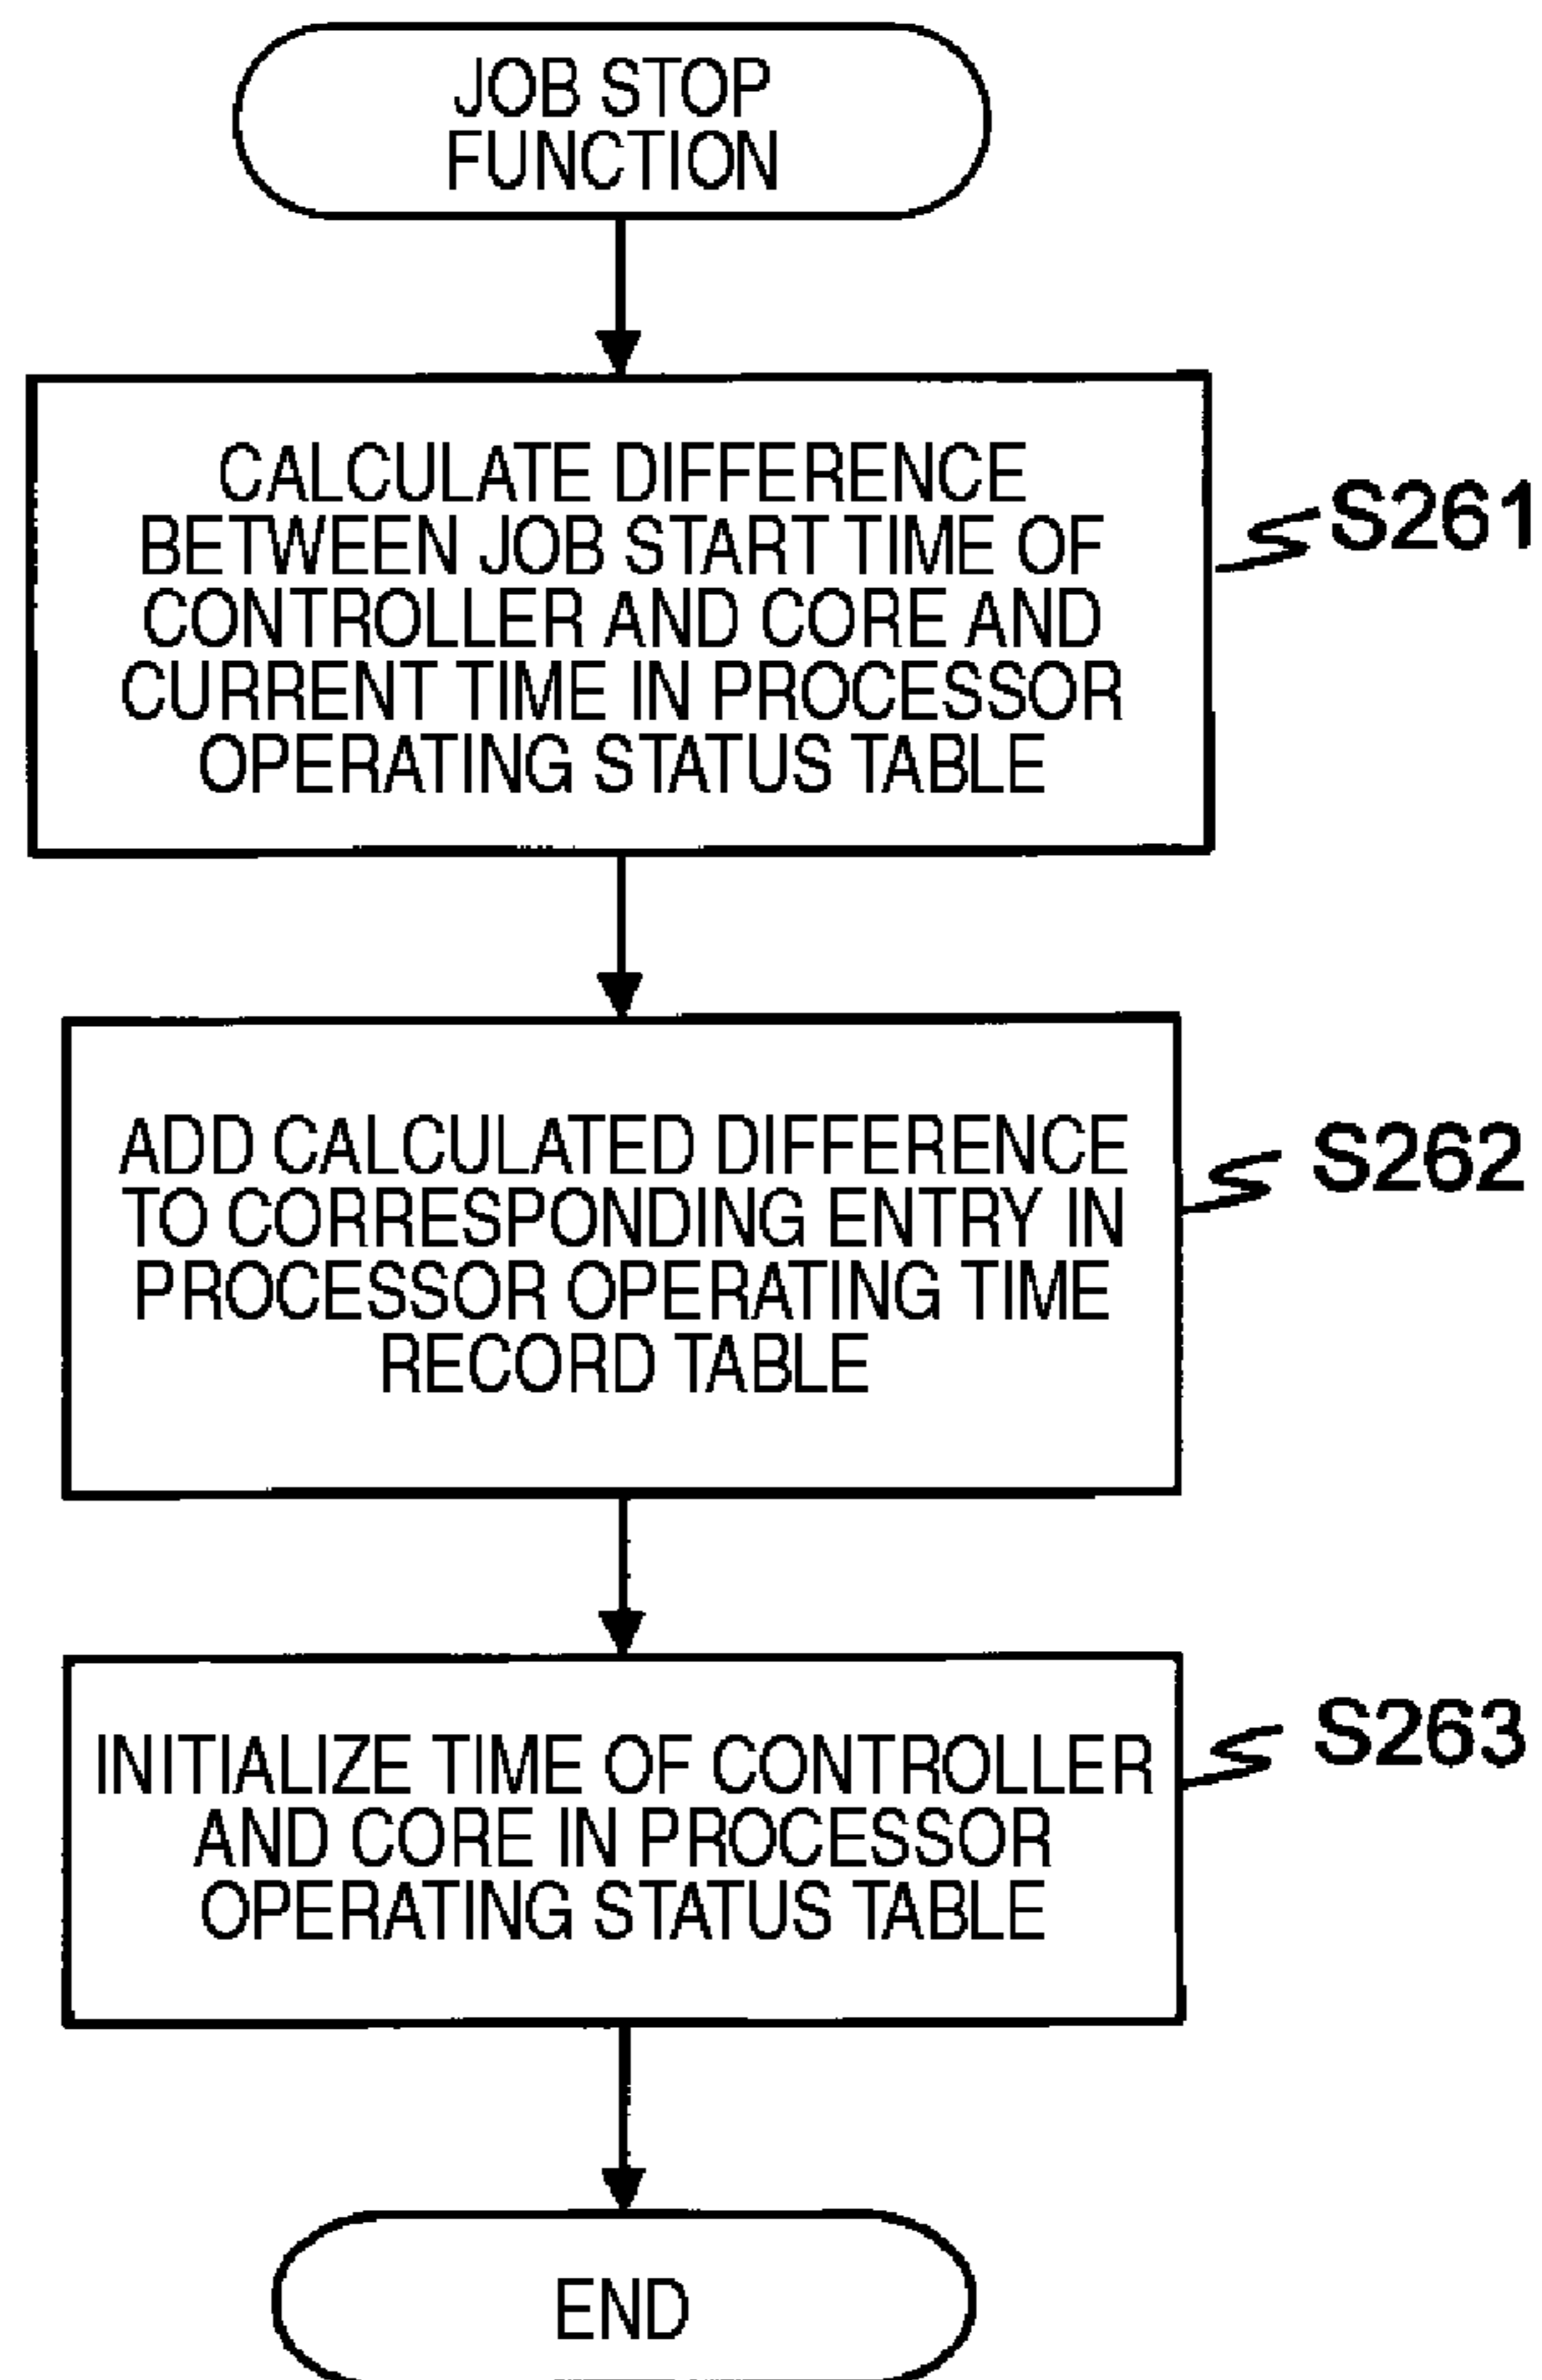 JOB STOP
FUNCTION
CALCULATE DIFFERENCE
BETWEEN JOB START TIME OF
CONTROLLER AND CORE AND
CURRENT TIME IN PROCESSOR
OPERATING STATUS TABLE
S261
ADD CALCULATED DIFFERENCE
TO CORRESPONDING ENTRY IN
PROCESSOR OPERATING TIME
RECORD TABLE
S262
INITIALIZE TIME OF CONTROLLER
AND CORE IN PROCESSOR
OPERATING STATUS TABLE
S263
END